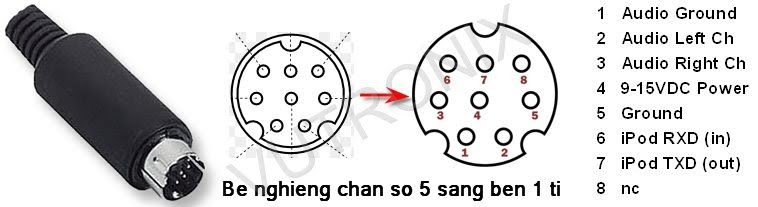 1 Audio Ground
2 Audio Left Ch
3 Audio Right Ch
4 9-15VDC Power
5 Ground
6 iPod RXD (in)
7 iPod TXD (out)
8 nc
6 7 8
3 4 5
1 2
VUTRONIX
Be nghieng chan so 5 sang ben 1 ti